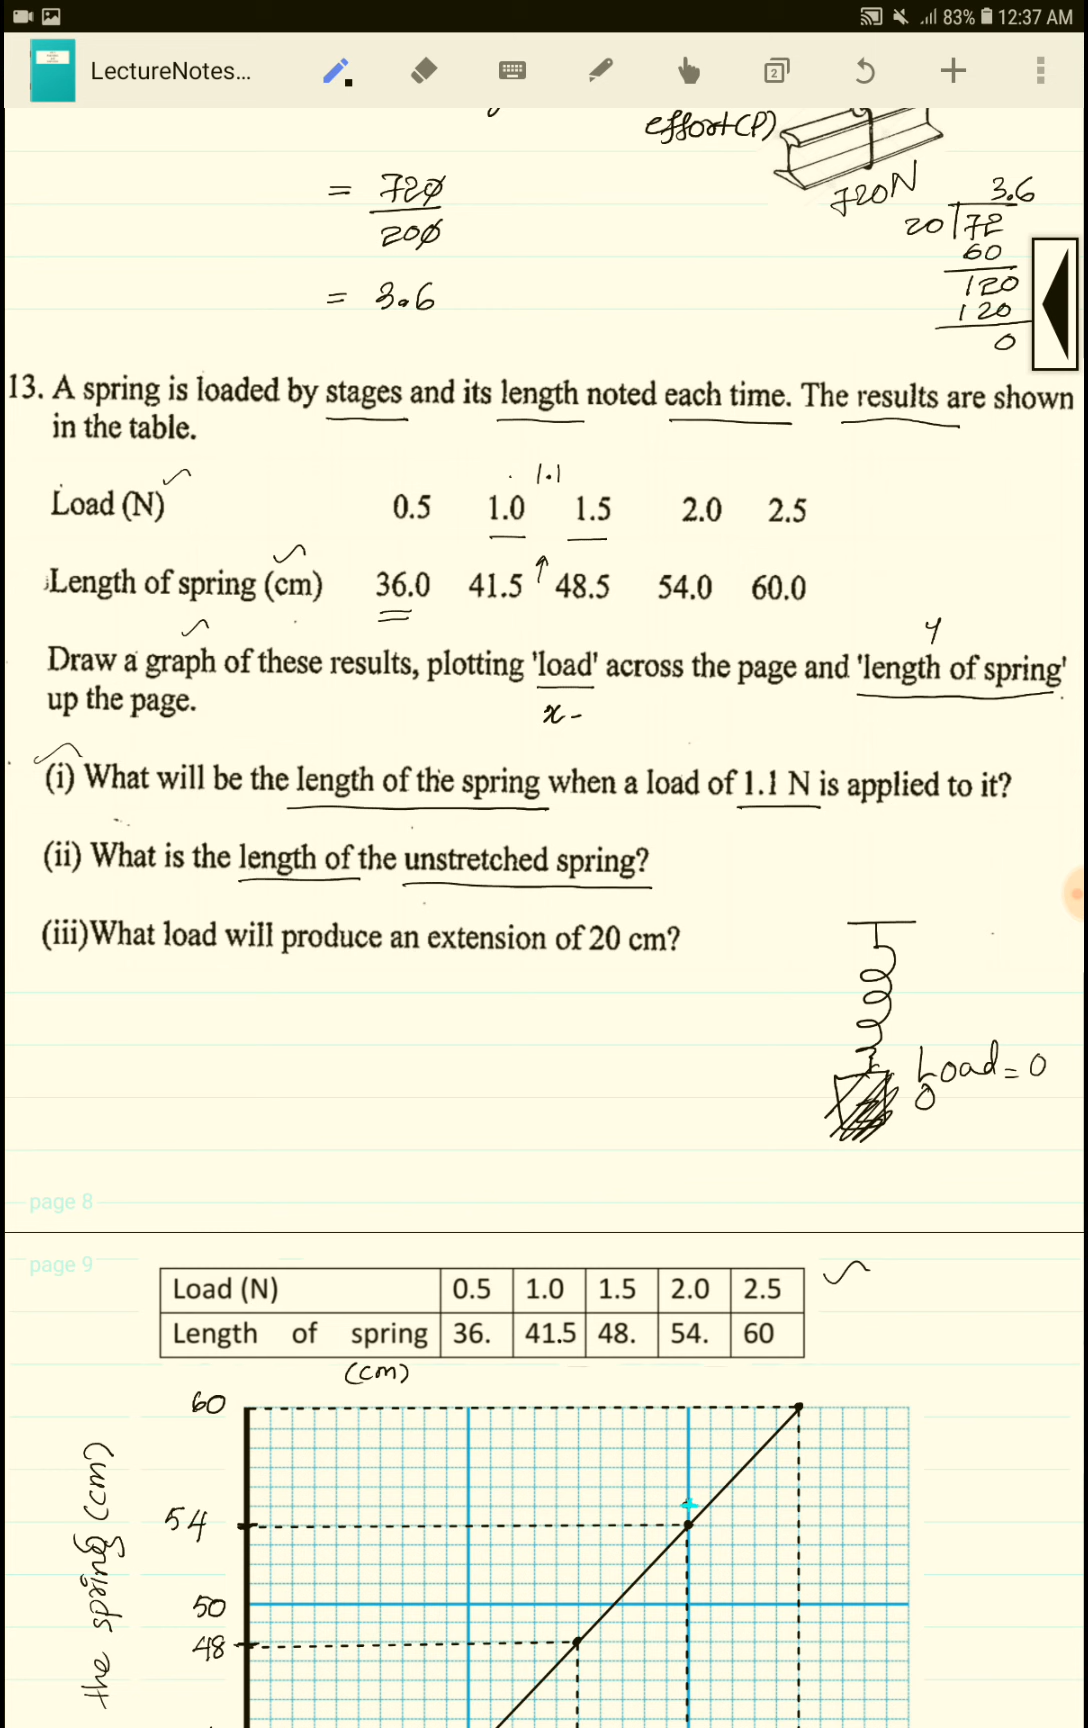 83% 12:37 AM
LectureNotes...
2
effort(P)
720N
= 720
200
= 3.6
3.6
20 72
60
120
120
0
13. A spring is loaded by stages and its length noted each time. The results are shown
in the table.
1.1
Load (N) 0.5 1.0 1.5 2.0 2.5
Length of spring (cm) 36.0 41.5 48.5 54.0 60.0
y
Draw a graph of these results, plotting 'load' across the page and 'length of spring'
up the page.
x-
(i) What will be the length of the spring when a load of 1.1 N is applied to it?
(ii) What is the length of the unstretched spring?
(iii)What load will produce an extension of 20 cm?
Load = 0
page 8
page 9
Load (N) 0.5 1.0 1.5 2.0 2.5
Length of spring 36. 41.5 48. 54. 60
(cm)
60
54
50
48
the spring (cm)